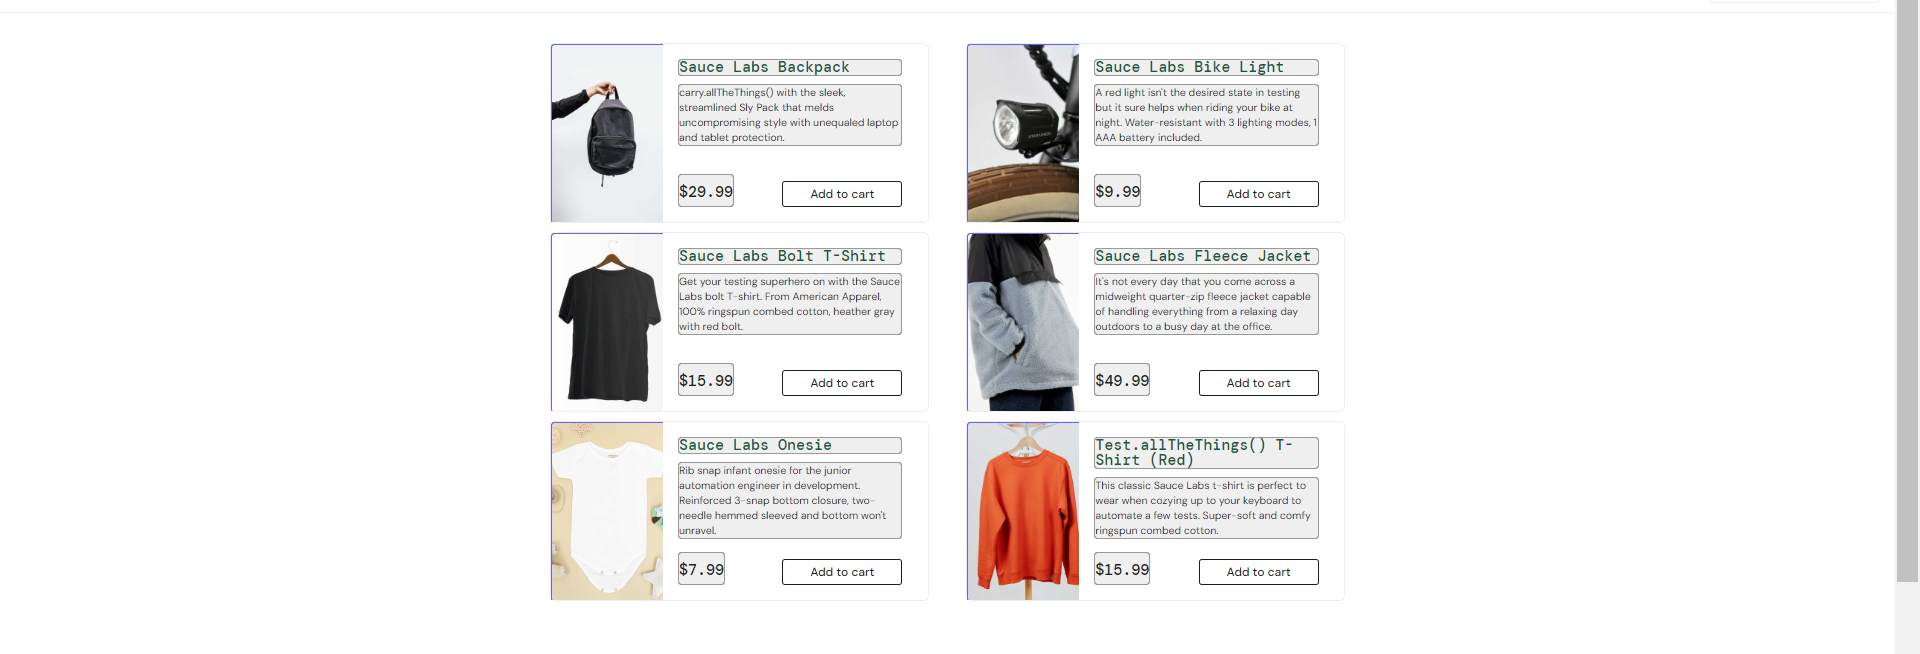 Sauce Labs Backpack
carry.allTheThings() with the sleek,
streamlined Sly Pack that melds
uncompromising style with unequaled laptop
and tablet protection.
$29.99
Add to cart
Sauce Labs Bike Light
A red light isn't the desired state in testing
but it sure helps when riding your bike at
night. Water-resistant with 3 lighting modes, 1
AAA battery included.
$9.99
Add to cart
Sauce Labs Bolt T-Shirt
Get your testing superhero on with the Sauce
Labs bolt T-shirt. From American Apparel,
100% ringspun combed cotton, heather gray
with red bolt.
$15.99
Add to cart
Sauce Labs Fleece Jacket
It's not every day that you come across a
midweight quarter-zip fleece jacket capable
of handling everything from a relaxing day
outdoors to a busy day at the office.
$49.99
Add to cart
Sauce Labs Onesie
Rib snap infant onesie for the junior
automation engineer in development.
Reinforced 3-snap bottom closure, two-
needle hemmed sleeved and bottom won't
unravel.
$7.99
Add to cart
Test.allTheThings() T-
Shirt (Red)
This classic Sauce Labs t-shirt is perfect to
wear when cozying up to your keyboard to
automate a few tests. Super-soft and comfy
ringspun combed cotton.
$15.99
Add to cart